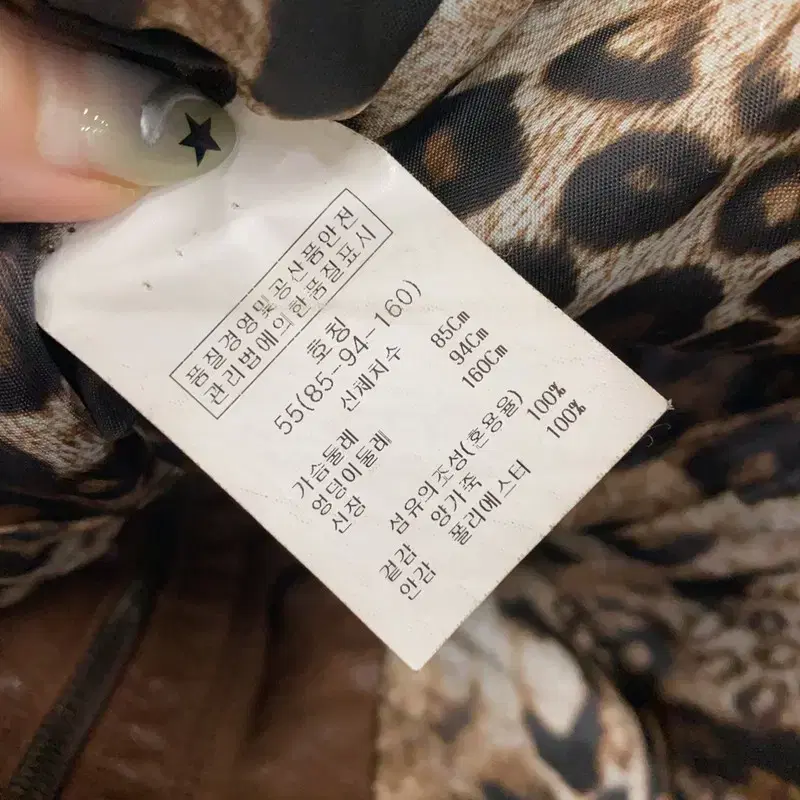 품질경영및공산품안전
관리법에의한품질표시
호칭
55(85-94-160)
신체치수
가슴둘레 85Cm
엉덩이둘레 94Cm
신장 160Cm
섬유의조성(혼용율)
겉감 양가죽 100%
안감 폴리에스터 100%